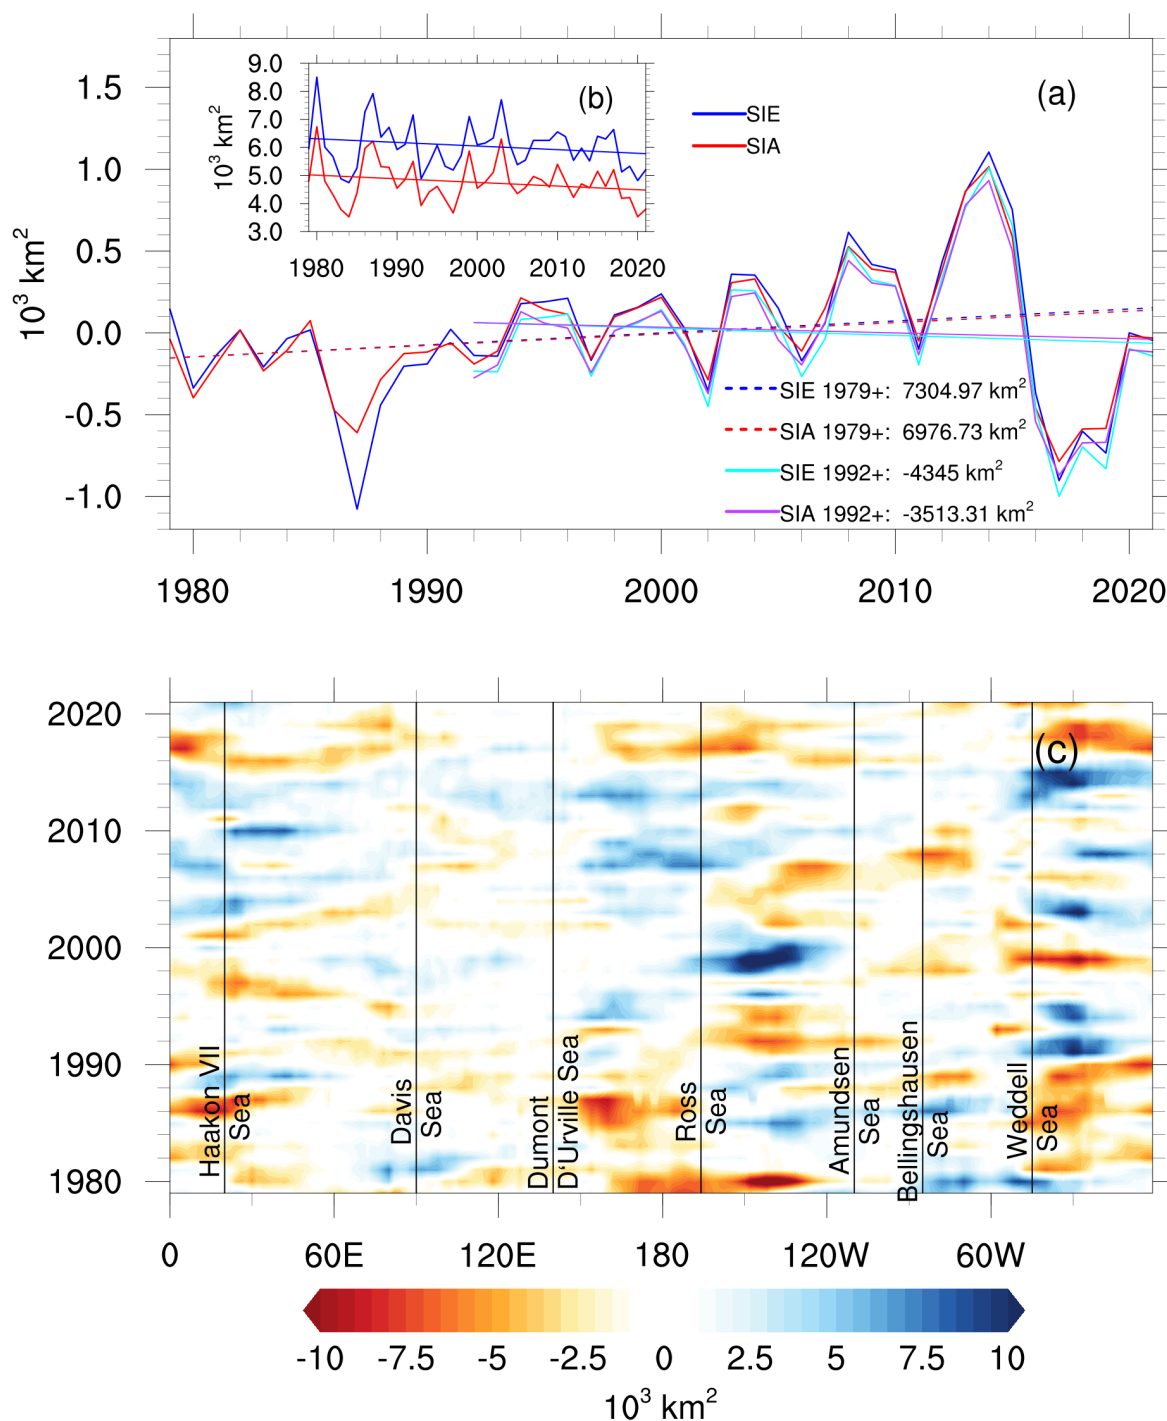 (a)
(b)
SIE
SIA
9.0
8.0
7.0
6.0
5.0
4.0
3.0
10³ km²
1980 1990 2000 2010 2020
1.5
1.0
0.5
0.0
-0.5
-1.0
10³ km²
SIE 1979+: 7304.97 km²
SIA 1979+: 6976.73 km²
SIE 1992+: -4345 km²
SIA 1992+: -3513.31 km²
1980 1990 2000 2010 2020
(c)
2020
2010
2000
1990
1980
Haakon VII
Sea
Davis
Sea
Dumont
D'Urville Sea
Ross
Sea
Amundsen
Sea
Bellingshausen
Sea
Weddell
Sea
0 60E 120E 180 120W 60W
-10 -7.5 -5 -2.5 0 2.5 5 7.5 10
10³ km²